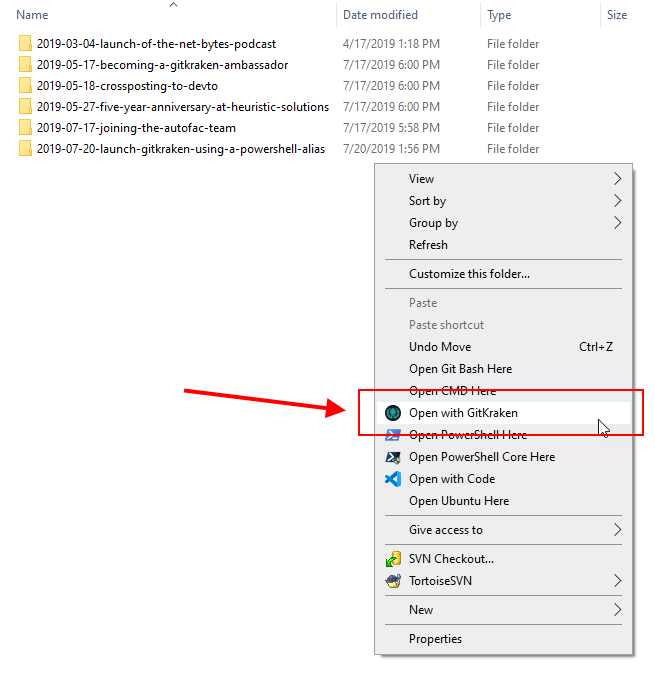 Name Date modified Type Size
2019-03-04-launch-of-the-net-bytes-podcast 4/17/2019 1:18 PM File folder
2019-05-17-becoming-a-gitkraken-ambassador 7/17/2019 6:00 PM File folder
2019-05-18-crossposting-to-devto 7/17/2019 6:00 PM File folder
2019-05-27-five-year-anniversary-at-heuristic-solutions 7/17/2019 6:00 PM File folder
2019-07-17-joining-the-autofac-team 7/17/2019 5:58 PM File folder
2019-07-20-launch-gitkraken-using-a-powershell-alias 7/20/2019 1:56 PM File folder
View
Sort by
Group by
Refresh
Customize this folder...
Paste
Paste shortcut
Undo Move Ctrl+Z
Open Git Bash Here
Open CMD Here
Open with GitKraken
Open PowerShell Here
Open PowerShell Core Here
Open with Code
Open Ubuntu Here
Give access to
SVN Checkout...
TortoiseSVN
New
Properties